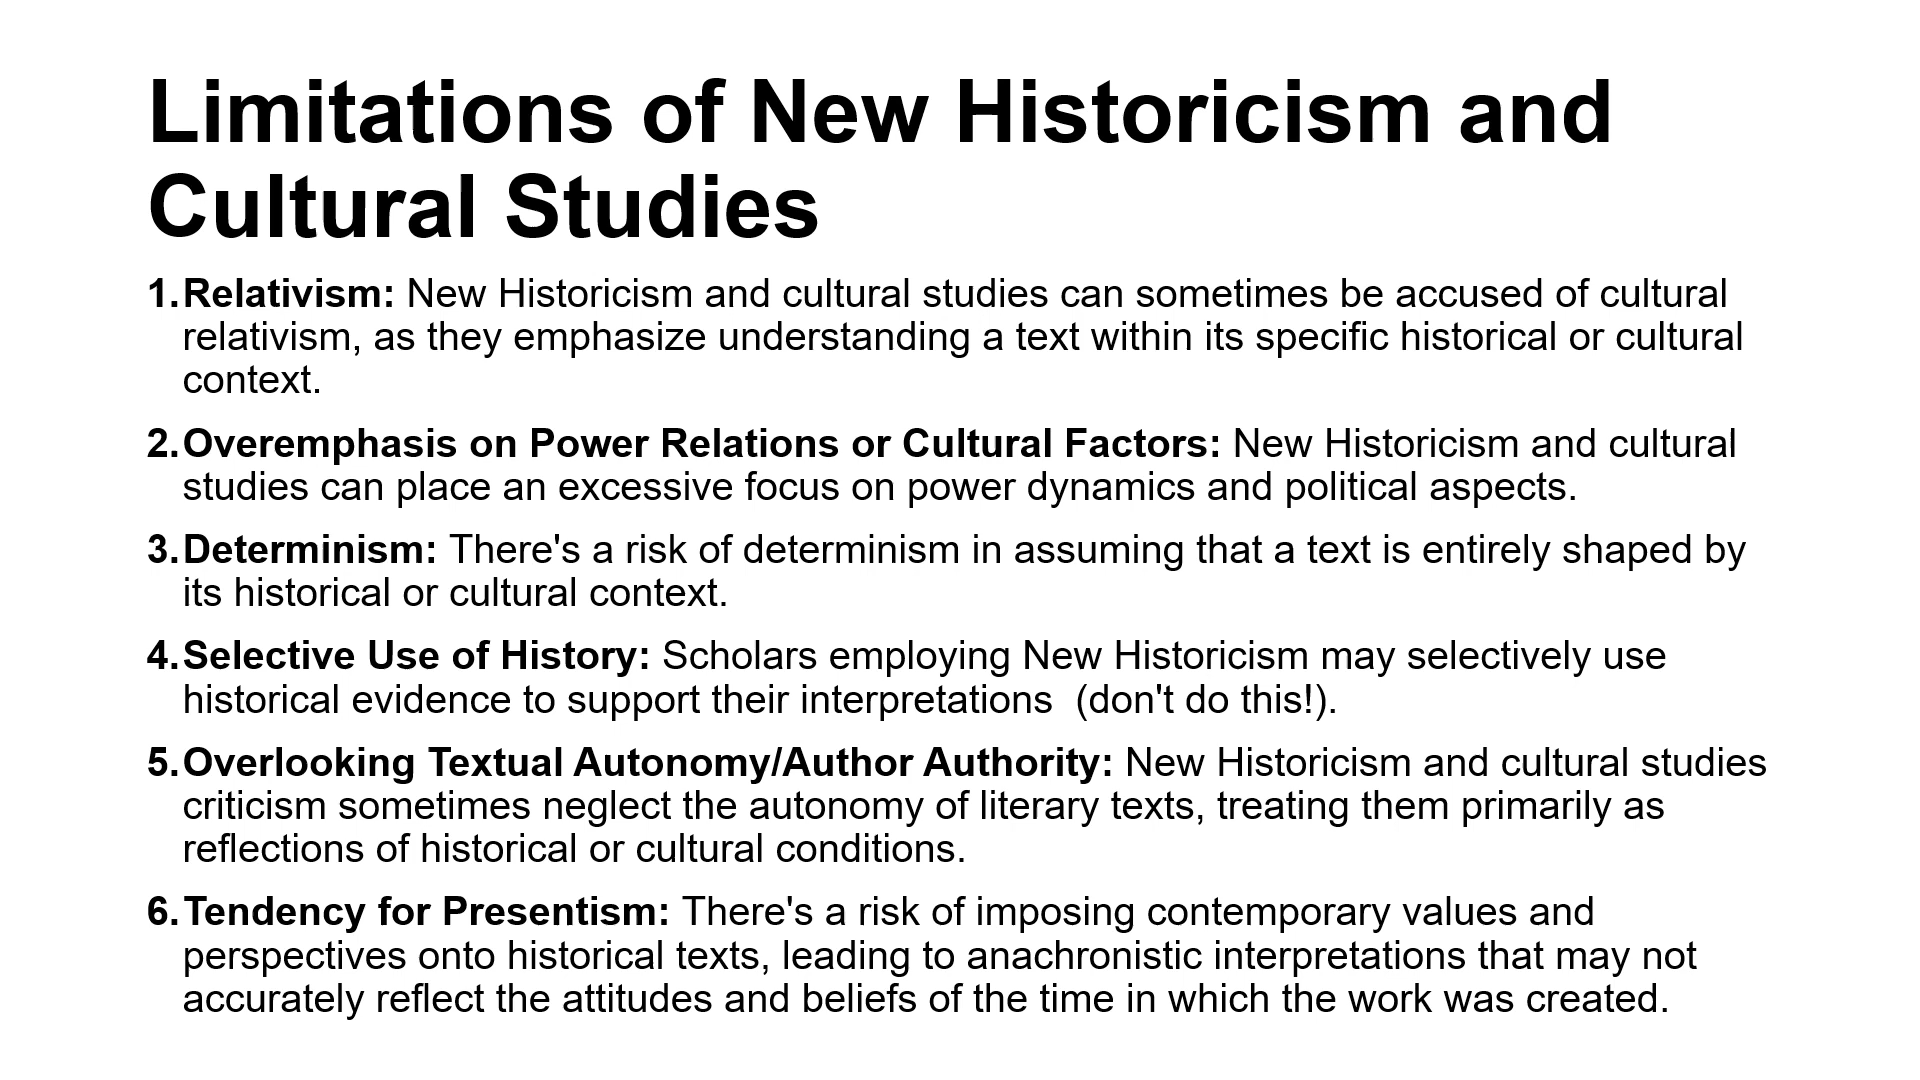 Limitations of New Historicism and
Cultural Studies
1. Relativism: New Historicism and cultural studies can sometimes be accused of cultural
relativism, as they emphasize understanding a text within its specific historical or cultural
context.
2. Overemphasis on Power Relations or Cultural Factors: New Historicism and cultural
studies can place an excessive focus on power dynamics and political aspects.
3. Determinism: There's a risk of determinism in assuming that a text is entirely shaped by
its historical or cultural context.
4. Selective Use of History: Scholars employing New Historicism may selectively use
historical evidence to support their interpretations  (don't do this!).
5. Overlooking Textual Autonomy/Author Authority: New Historicism and cultural studies
criticism sometimes neglect the autonomy of literary texts, treating them primarily as
reflections of historical or cultural conditions.
6. Tendency for Presentism: There's a risk of imposing contemporary values and
perspectives onto historical texts, leading to anachronistic interpretations that may not
accurately reflect the attitudes and beliefs of the time in which the work was created.